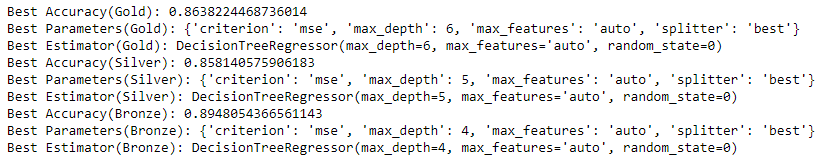 Best Accuracy(Gold): 0.8638224468736014
Best Parameters(Gold): {'criterion': 'mse', 'max_depth': 6, 'max_features': 'auto', 'splitter': 'best'}
Best Estimator(Gold): DecisionTreeRegressor(max_depth=6, max_features='auto', random_state=0)
Best Accuracy(Silver): 0.858140575906183
Best Parameters(Silver): {'criterion': 'mse', 'max_depth': 5, 'max_features': 'auto', 'splitter': 'best'}
Best Estimator(Silver): DecisionTreeRegressor(max_depth=5, max_features='auto', random_state=0)
Best Accuracy(Bronze): 0.8948054366561143
Best Parameters(Bronze): {'criterion': 'mse', 'max_depth': 4, 'max_features': 'auto', 'splitter': 'best'}
Best Estimator(Bronze): DecisionTreeRegressor(max_depth=4, max_features='auto', random_state=0)